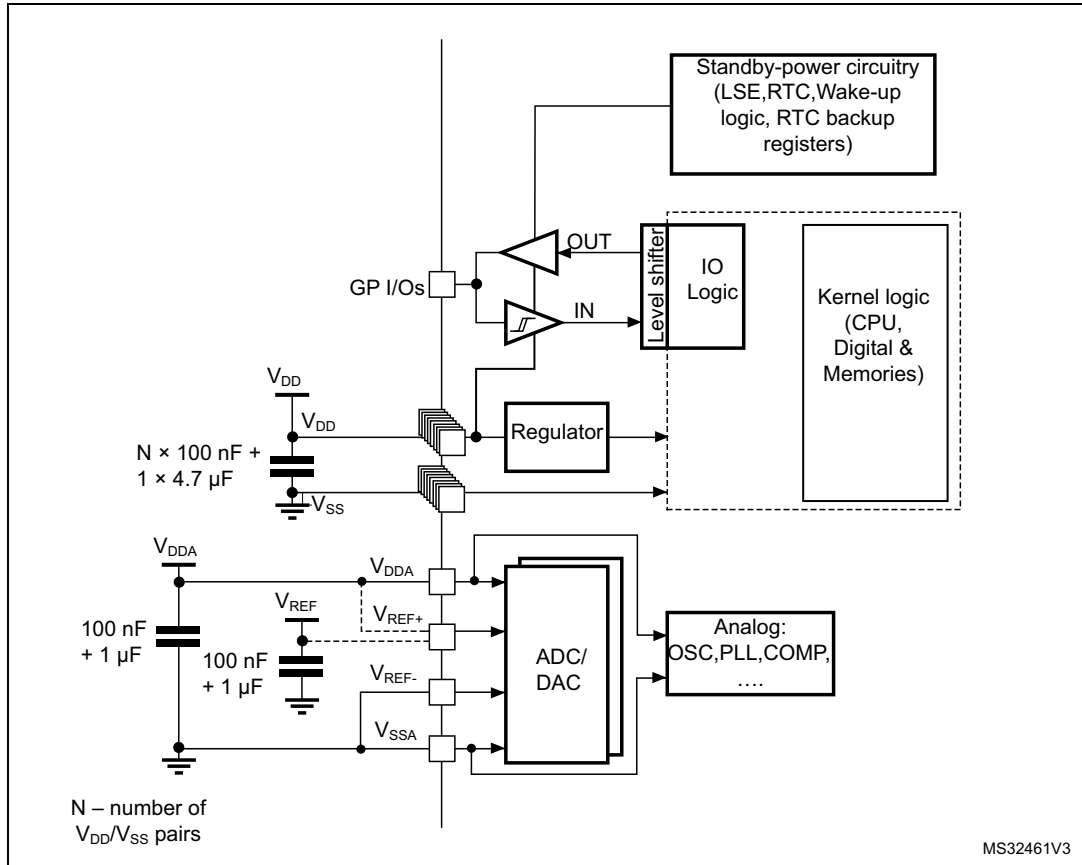 Standby-power circuitry
(LSE,RTC,Wake-up
logic, RTC backup
registers)
OUT
Level shifter
IO
Logic
GP I/Os
IN
Kernel logic
(CPU,
Digital &
Memories)
VDD
VDD
Regulator
N × 100 nF +
1 × 4.7 µF
VSS
VDDA
VDDA
VREF
VREF+
100 nF
+ 1 µF
100 nF
+ 1 µF
ADC/
DAC
Analog:
OSC,PLL,COMP,
….
VREF-
VSSA
N – number of
VDD/VSS pairs
MS32461V3